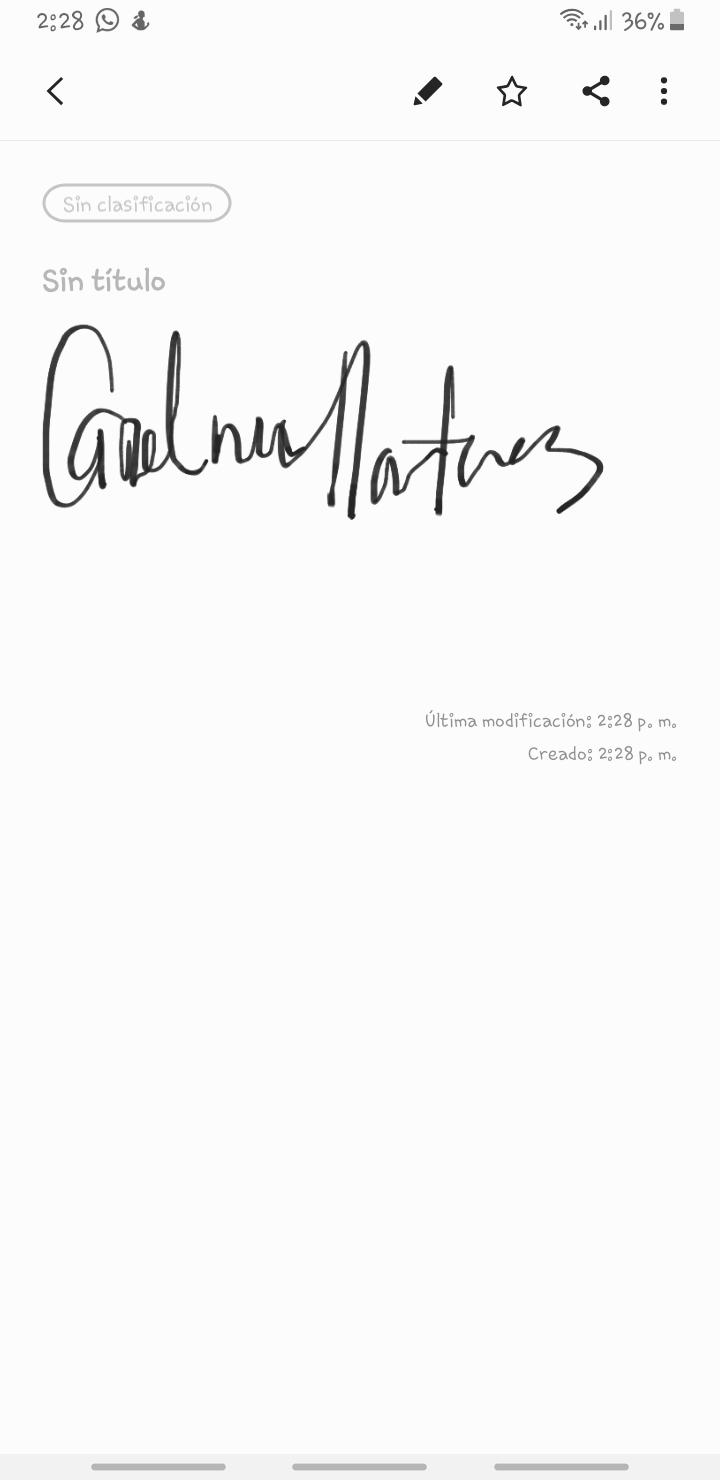 2:28
36%
Sin clasificación
Sin título
Última modificación: 2:28 p. m.
Creado: 2:28 p. m.